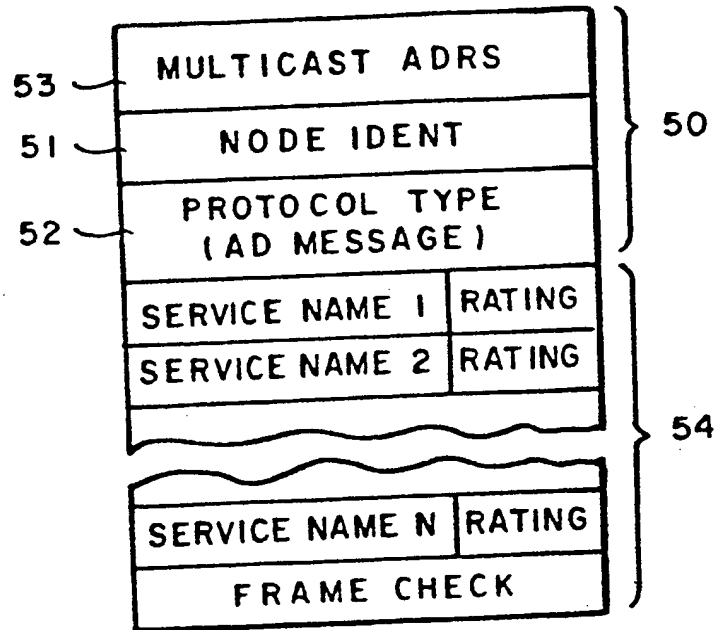 53 MULTICAST ADRS
51 NODE IDENT 50
PROTOCOL TYPE
52 (AD MESSAGE)
SERVICE NAME 1 RATING
SERVICE NAME 2 RATING
54
SERVICE NAME N RATING
FRAME CHECK